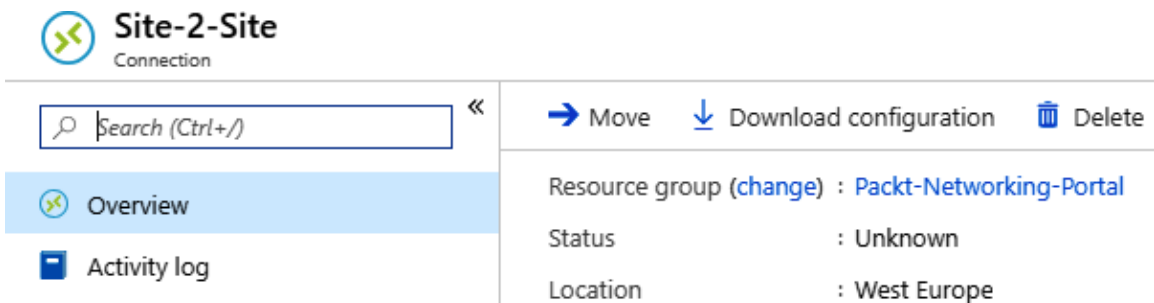 Site-2-Site
Connection
Search (Ctrl+/)
«
Move Download configuration Delete
Overview
Activity log
Resource group (change) : Packt-Networking-Portal
Status : Unknown
Location : West Europe